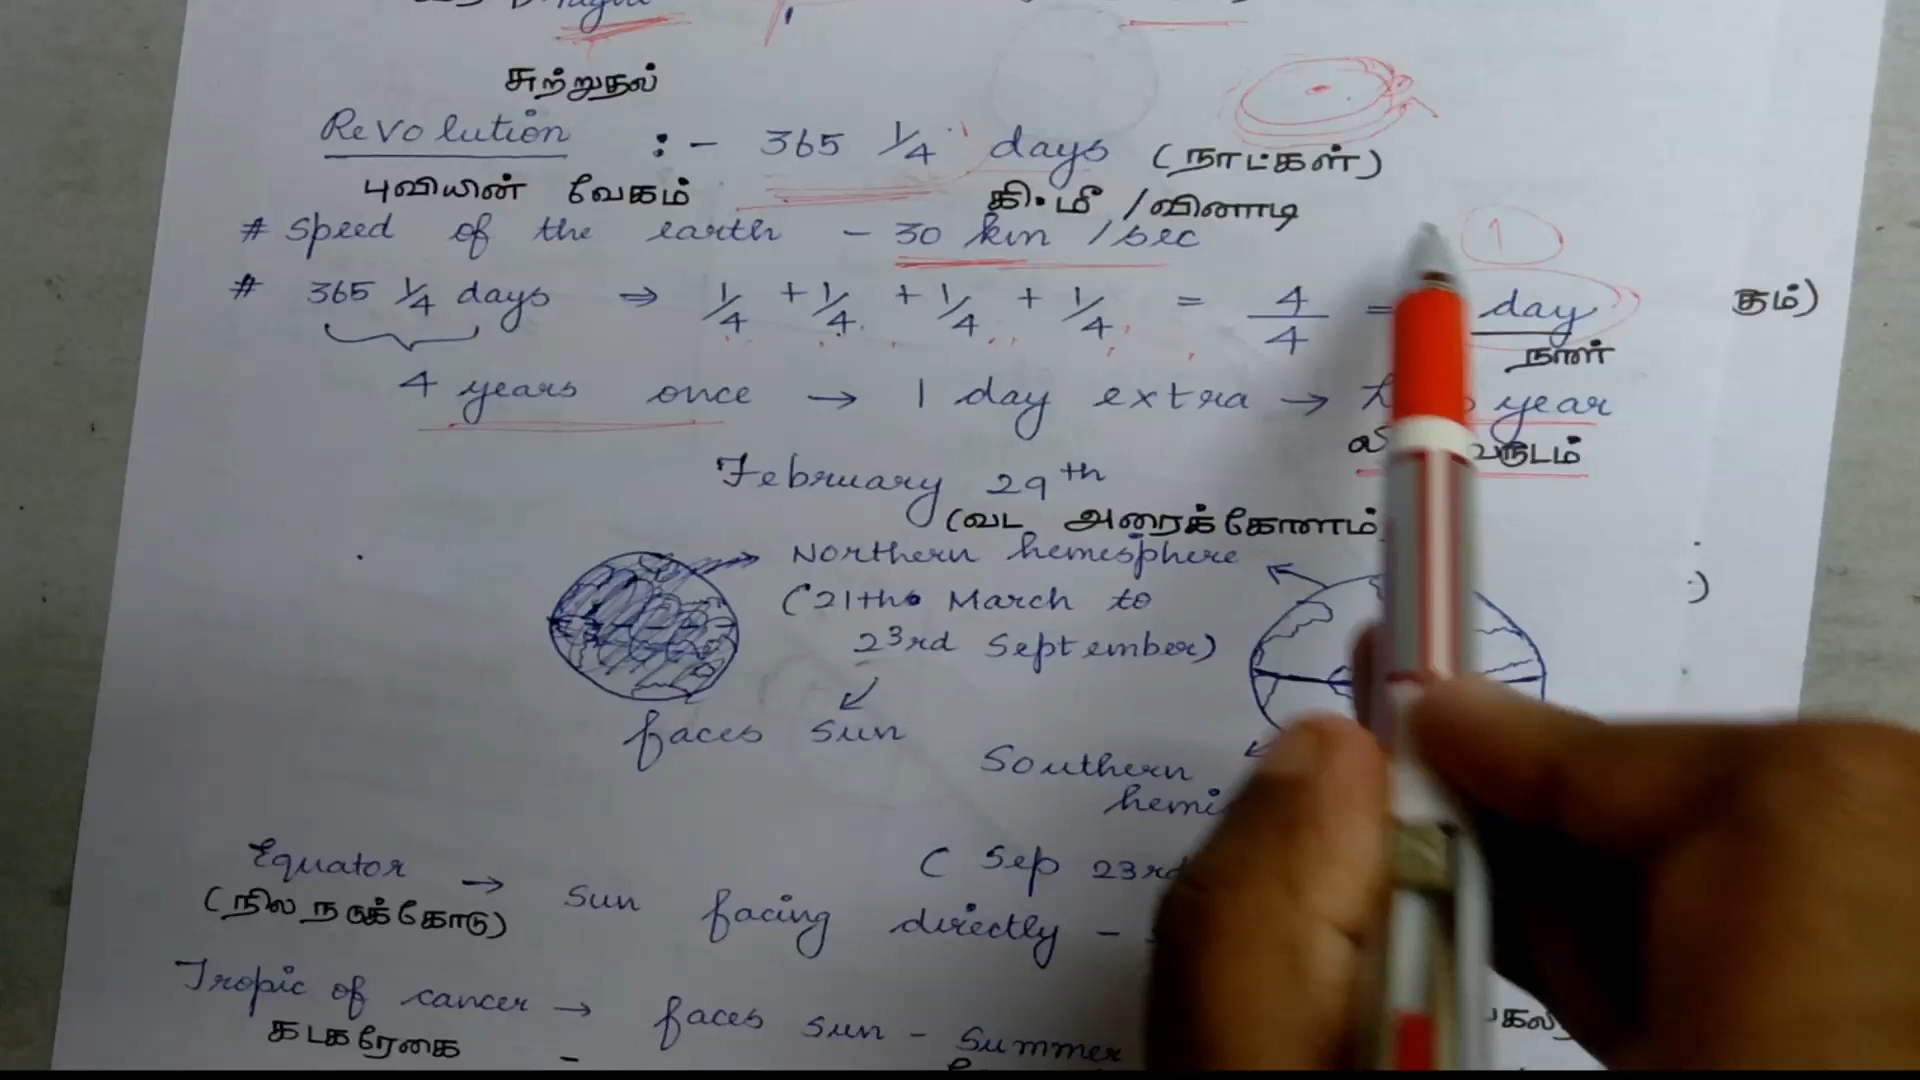 சுற்றுதல்
Revolution :- 365 1/4 days (நாட்கள்)
புவியின் வேகம் கி.மீ /வினாடி
# Speed of the earth - 30 km /sec
1
# 365 1/4 days ⇒ 1/4 + 1/4 + 1/4 + 1/4 = 4/4 = day
நாள்
4 years once → 1 day extra → year
வருடம்
February 29th
(வட அரைக்கோணம்
Northern hemisphere
(21th March to
23rd September)
faces sun
Southern
Equator → Sun facing directly -
(நில நடுக்கோடு)
( Sep 23rd
Tropic of cancer → faces sun - Summer
கடகரேகை -